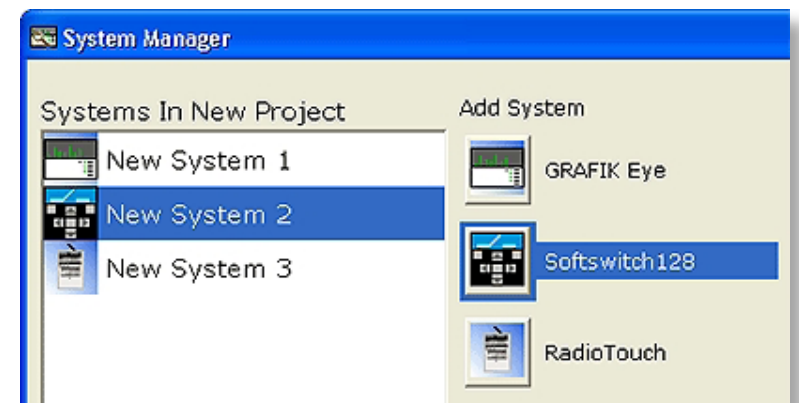 System Manager
Systems In New Project
New System 1
New System 2
New System 3
Add System
GRAFIK Eye
Softswitch128
RadioTouch